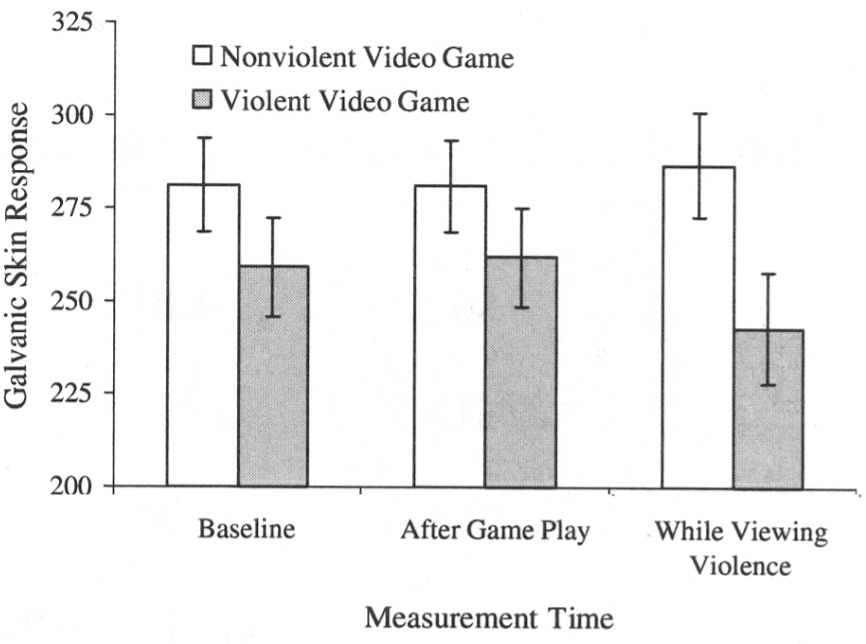 325
300
275
250
225
200
Galvanic Skin Response
Nonviolent Video Game
Violent Video Game
Baseline
After Game Play
While Viewing
Violence
Measurement Time